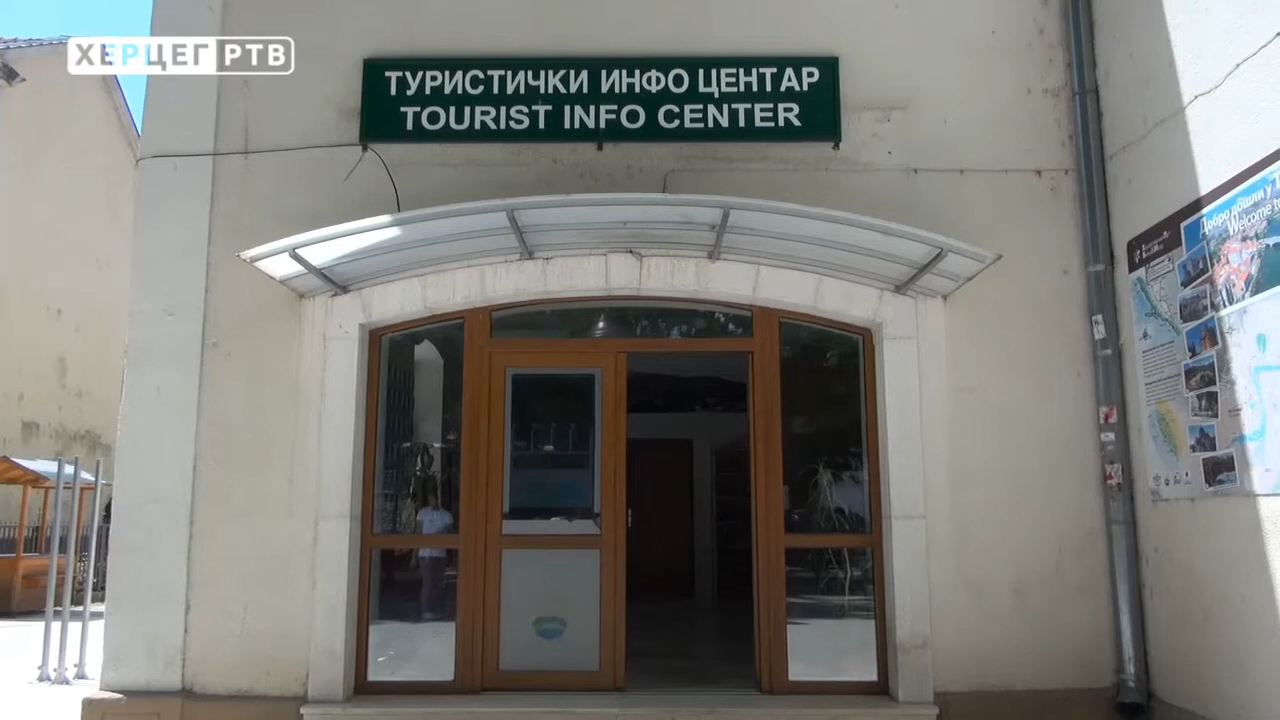 ХЕРЦЕГ РТВ
ТУРИСТИЧКИ ИНФО ЦЕНТАР
TOURIST INFO CENTER
Добро дошли у
Welcome to